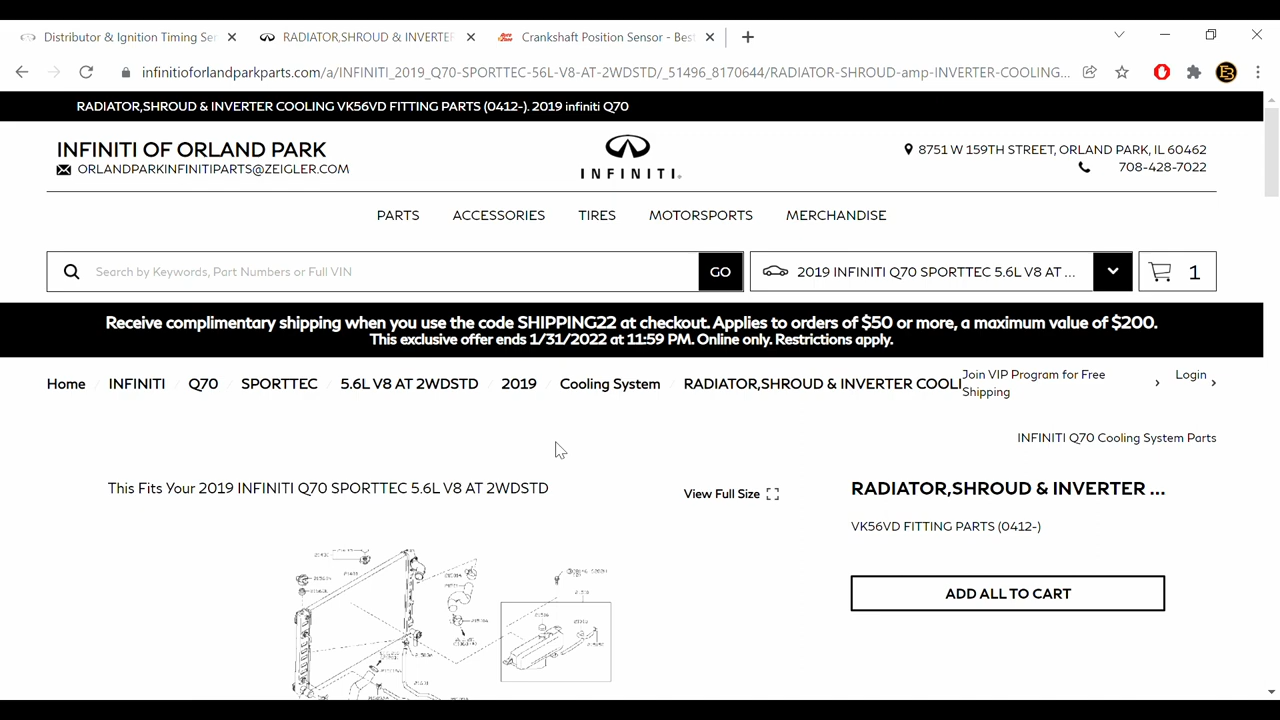 Distributor & Ignition Timing Ser
RADIATOR,SHROUD & INVERTER
Crankshaft Position Sensor - Bes
infinitioforlandparkparts.com/a/INFINITI_2019_Q70-SPORTTEC-56L-V8-AT-2WDSTD/_51496_8170644/RADIATOR-SHROUD-amp-INVERTER-COOLING...
RADIATOR,SHROUD & INVERTER COOLING VK56VD FITTING PARTS (0412-). 2019 infiniti Q70
INFINITI OF ORLAND PARK
ORLANDPARKINFINITIPARTS@ZEIGLER.COM
INFINITI
8751 W 159TH STREET, ORLAND PARK, IL 60462
708-428-7022
PARTS ACCESSORIES TIRES MOTORSPORTS MERCHANDISE
Search by Keywords, Part Numbers or Full VIN
GO
2019 INFINITI Q70 SPORTTEC 5.6L V8 AT ...
1
Receive complimentary shipping when you use the code SHIPPING22 at checkout. Applies to orders of $50 or more, a maximum value of $200.
This exclusive offer ends 1/31/2022 at 11:59 PM. Online only. Restrictions apply.
Home / INFINITI / Q70 / SPORTTEC / 5.6L V8 AT 2WDSTD / 2019 / Cooling System / RADIATOR,SHROUD & INVERTER COOLI
Join VIP Program for Free
Shipping
Login
INFINITI Q70 Cooling System Parts
This Fits Your 2019 INFINITI Q70 SPORTTEC 5.6L V8 AT 2WDSTD
View Full Size
RADIATOR,SHROUD & INVERTER ...
VK56VD FITTING PARTS (0412-)
ADD ALL TO CART